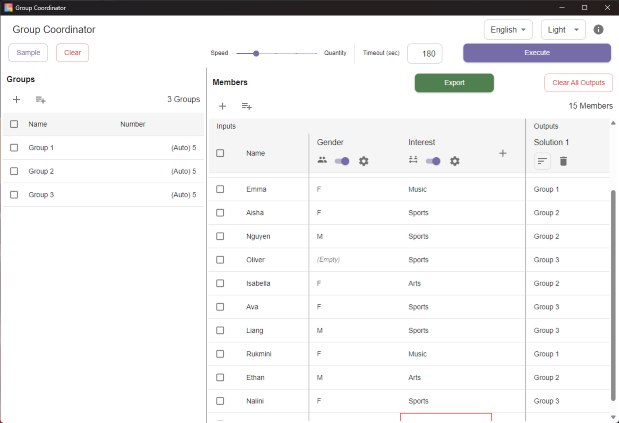 Group Coordinator
Group Coordinator
English
Light
Sample
Clear
Speed
Quantity
Timeout (sec)
180
Execute
Groups
3 Groups
Name Number
Group 1 (Auto) 5
Group 2 (Auto) 5
Group 3 (Auto) 5
Members
Export
Clear All Outputs
15 Members
Inputs Outputs
Name Gender Interest Solution 1
Emma F Music Group 1
Aisha F Sports Group 2
Nguyen M Sports Group 2
Oliver (Empty) Sports Group 3
Isabella F Arts Group 2
Ava F Sports Group 3
Liang M Sports Group 3
Rukmini F Music Group 1
Ethan M Arts Group 2
Nalini F Sports Group 3